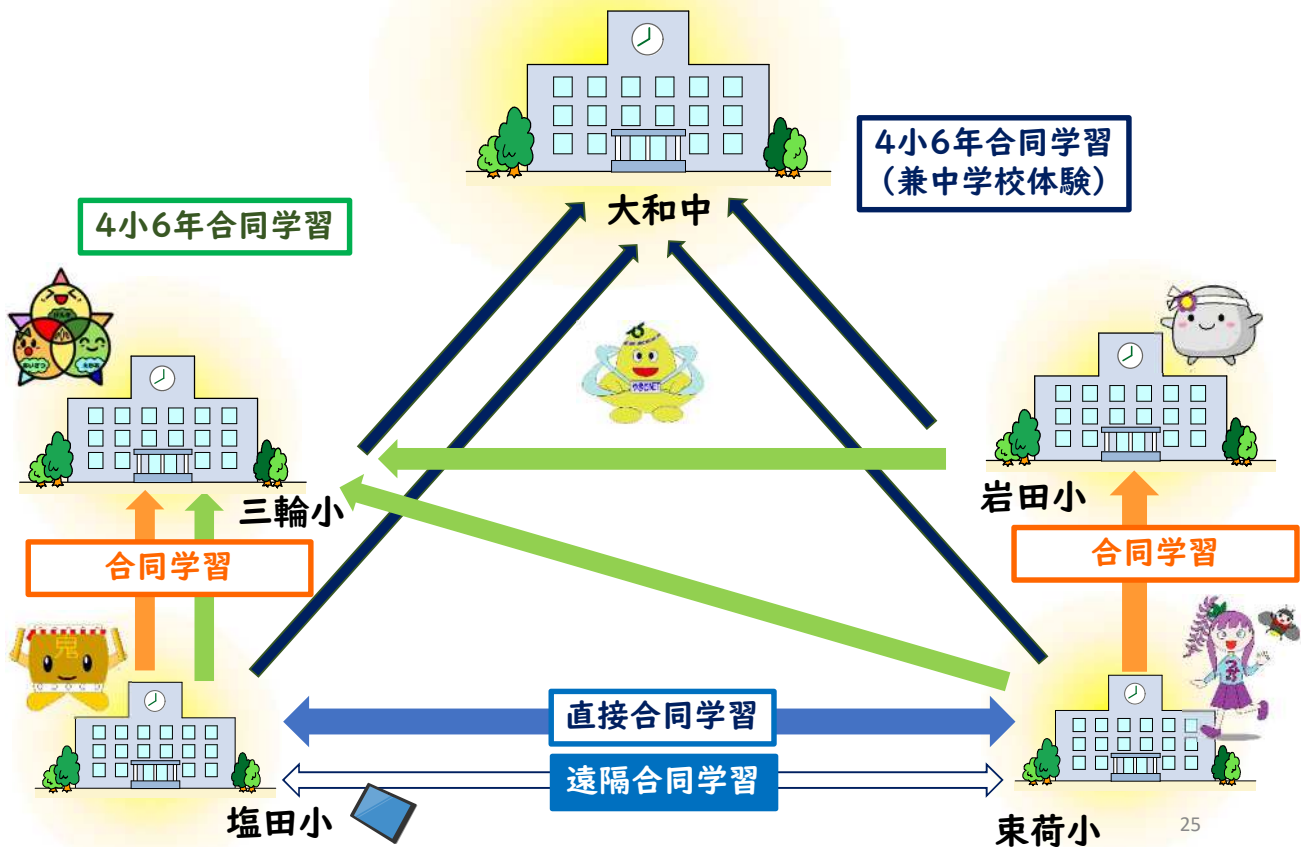 大和中
4小6年合同学習
(兼中学校体験)
4小6年合同学習
三輪小
岩田小
合同学習
合同学習
鬼
直接合同学習
遠隔合同学習
塩田小
束荷小
25